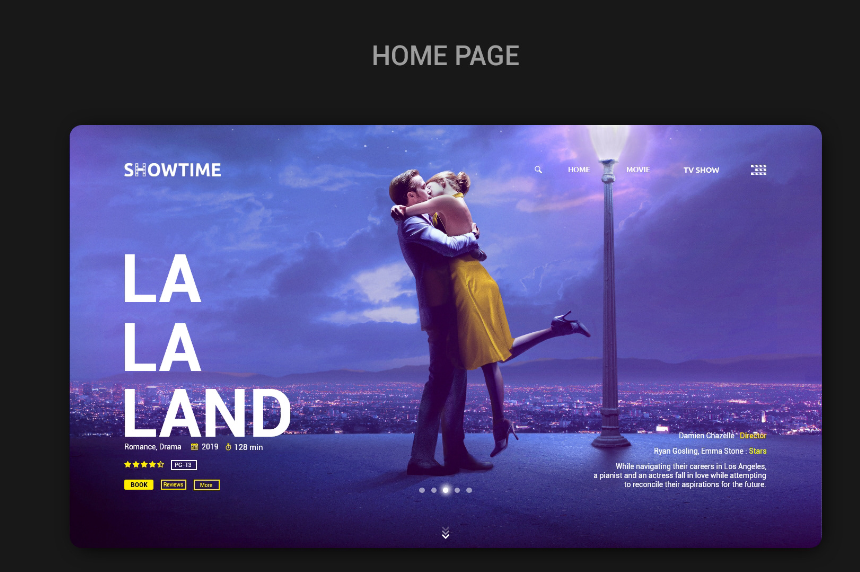 HOME PAGE
SHOWTIME
HOME
MOVIE
TV SHOW
LA
LA
LAND
Romance, Drama 2019 128 min
PG-13
BOOK Reviews More
Damien Chazelle : Director
Ryan Gosling, Emma Stone : Stars
While navigating their careers in Los Angeles,
a pianist and an actress fall in love while attempting
to reconcile their aspirations for the future.